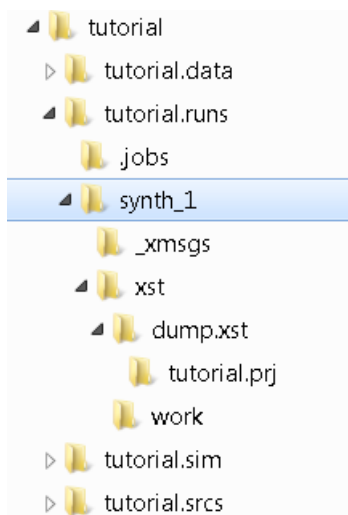 tutorial
tutorial.data
tutorial.runs
.jobs
synth_1
_xmsgs
xst
dump.xst
tutorial.prj
work
tutorial.sim
tutorial.srcs